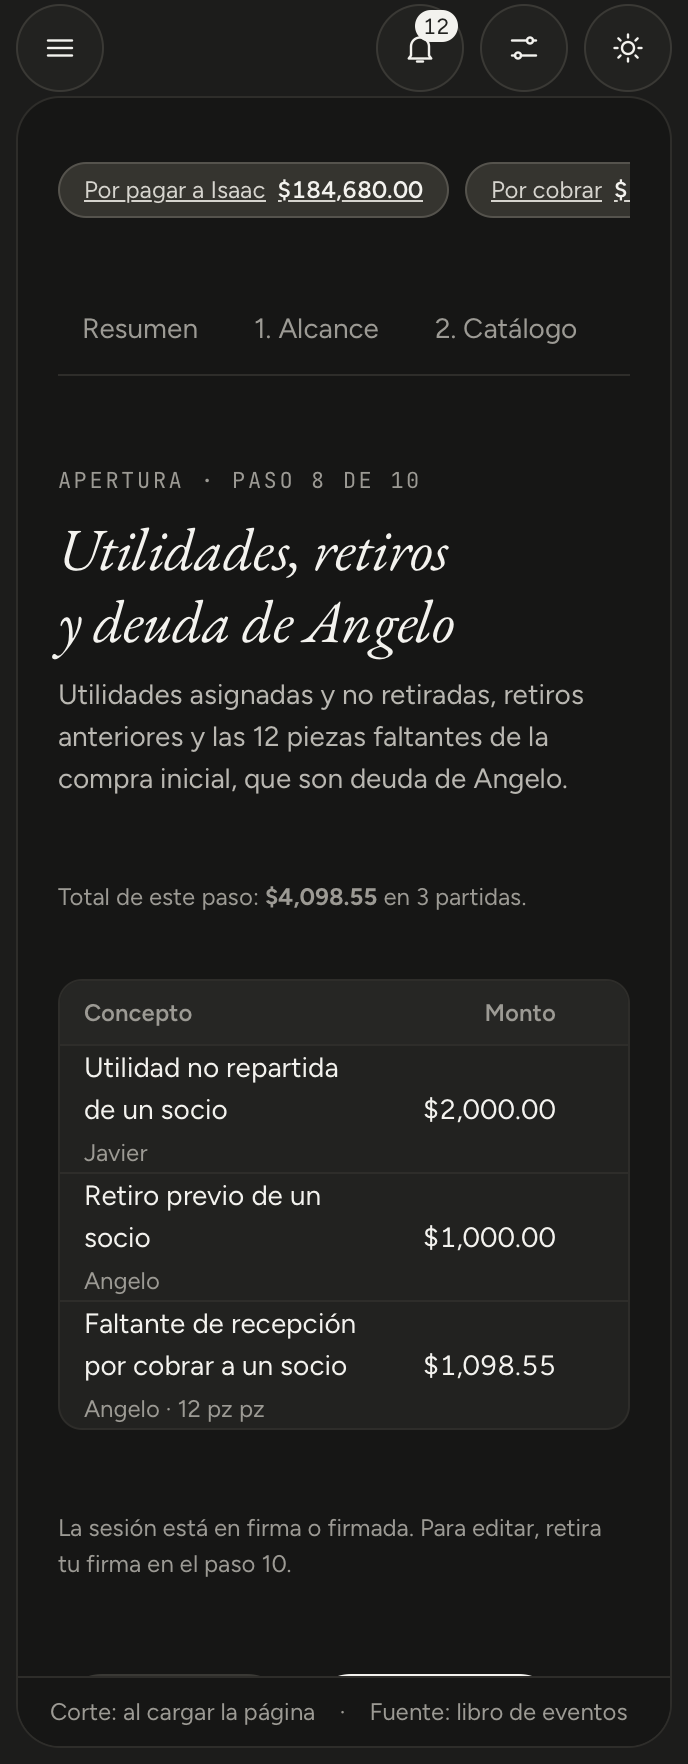 12
Por pagar a Isaac $184,680.00 Por cobrar $
Resumen 1. Alcance 2. Catálogo
APERTURA · PASO 8 DE 10
Utilidades, retiros
y deuda de Angelo
Utilidades asignadas y no retiradas, retiros
anteriores y las 12 piezas faltantes de la
compra inicial, que son deuda de Angelo.
Total de este paso: $4,098.55 en 3 partidas.
Concepto Monto
Utilidad no repartida
de un socio $2,000.00
Javier
Retiro previo de un
socio $1,000.00
Angelo
Faltante de recepción
por cobrar a un socio $1,098.55
Angelo · 12 pz pz
La sesión está en firma o firmada. Para editar, retira
tu firma en el paso 10.
Corte: al cargar la página · Fuente: libro de eventos